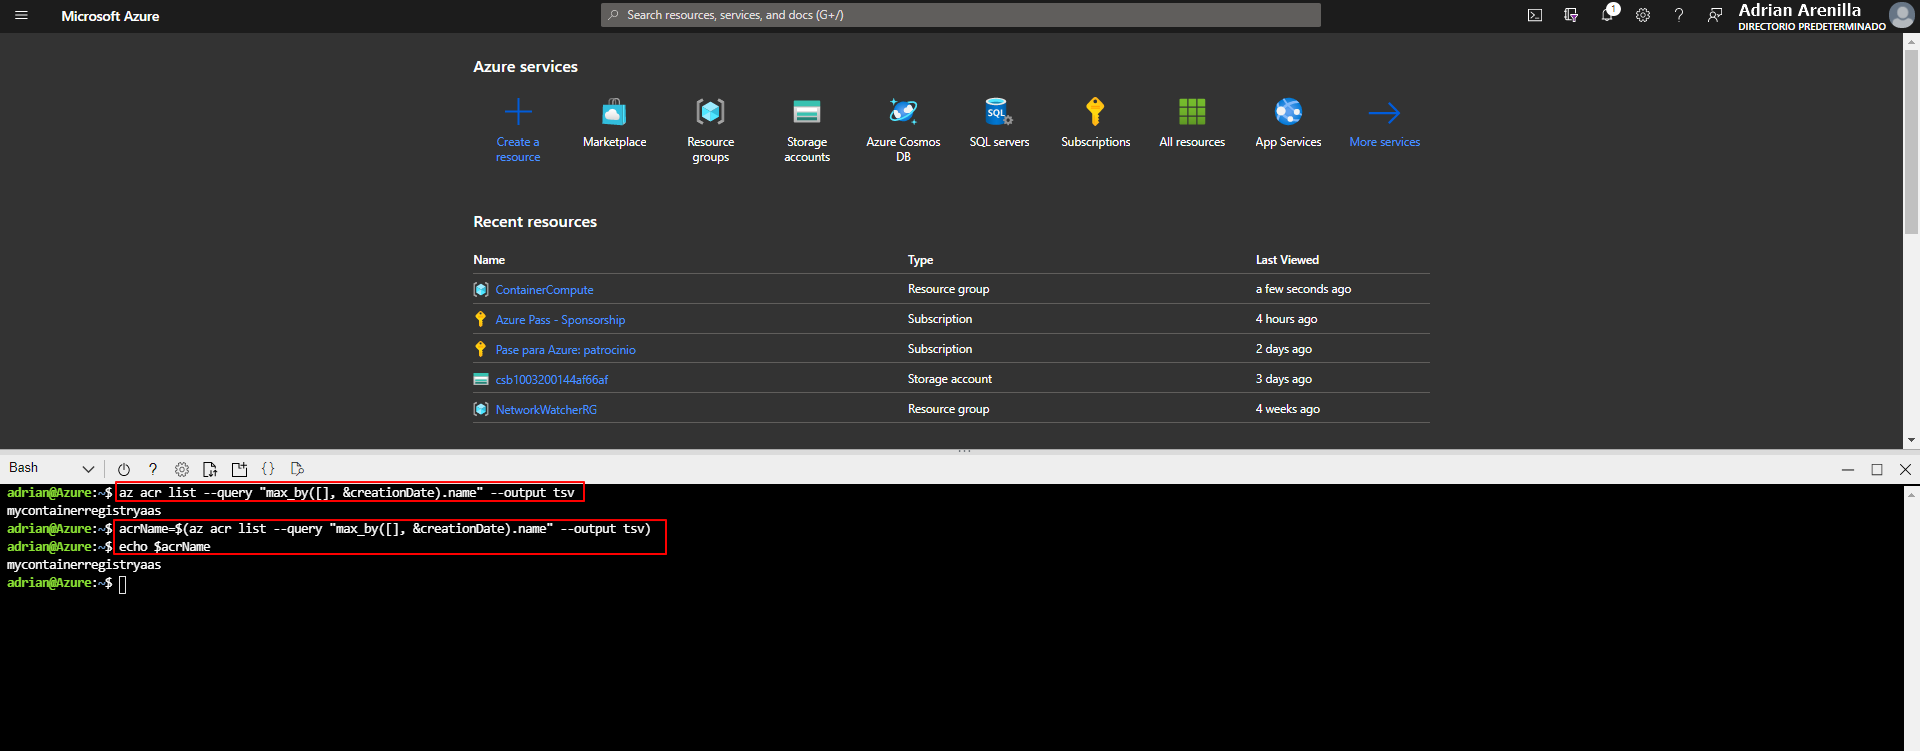 Microsoft Azure
Search resources, services, and docs (G+/)
1
Adrian Arenilla
DIRECTORIO PREDETERMINADO
Azure services
Create a resource
Marketplace
Resource groups
Storage accounts
Azure Cosmos DB
SQL
SQL servers
Subscriptions
All resources
App Services
More services
Recent resources
Name Type Last Viewed
ContainerCompute Resource group a few seconds ago
Azure Pass - Sponsorship Subscription 4 hours ago
Pase para Azure: patrocinio Subscription 2 days ago
csb1003200144af66af Storage account 3 days ago
NetworkWatcherRG Resource group 4 weeks ago
Bash
adrian@Azure:~$ az acr list --query "max_by([], &creationDate).name" --output tsv
mycontainerregistryaas
adrian@Azure:~$ acrName=$(az acr list --query "max_by([], &creationDate).name" --output tsv)
adrian@Azure:~$ echo $acrName
mycontainerregistryaas
adrian@Azure:~$